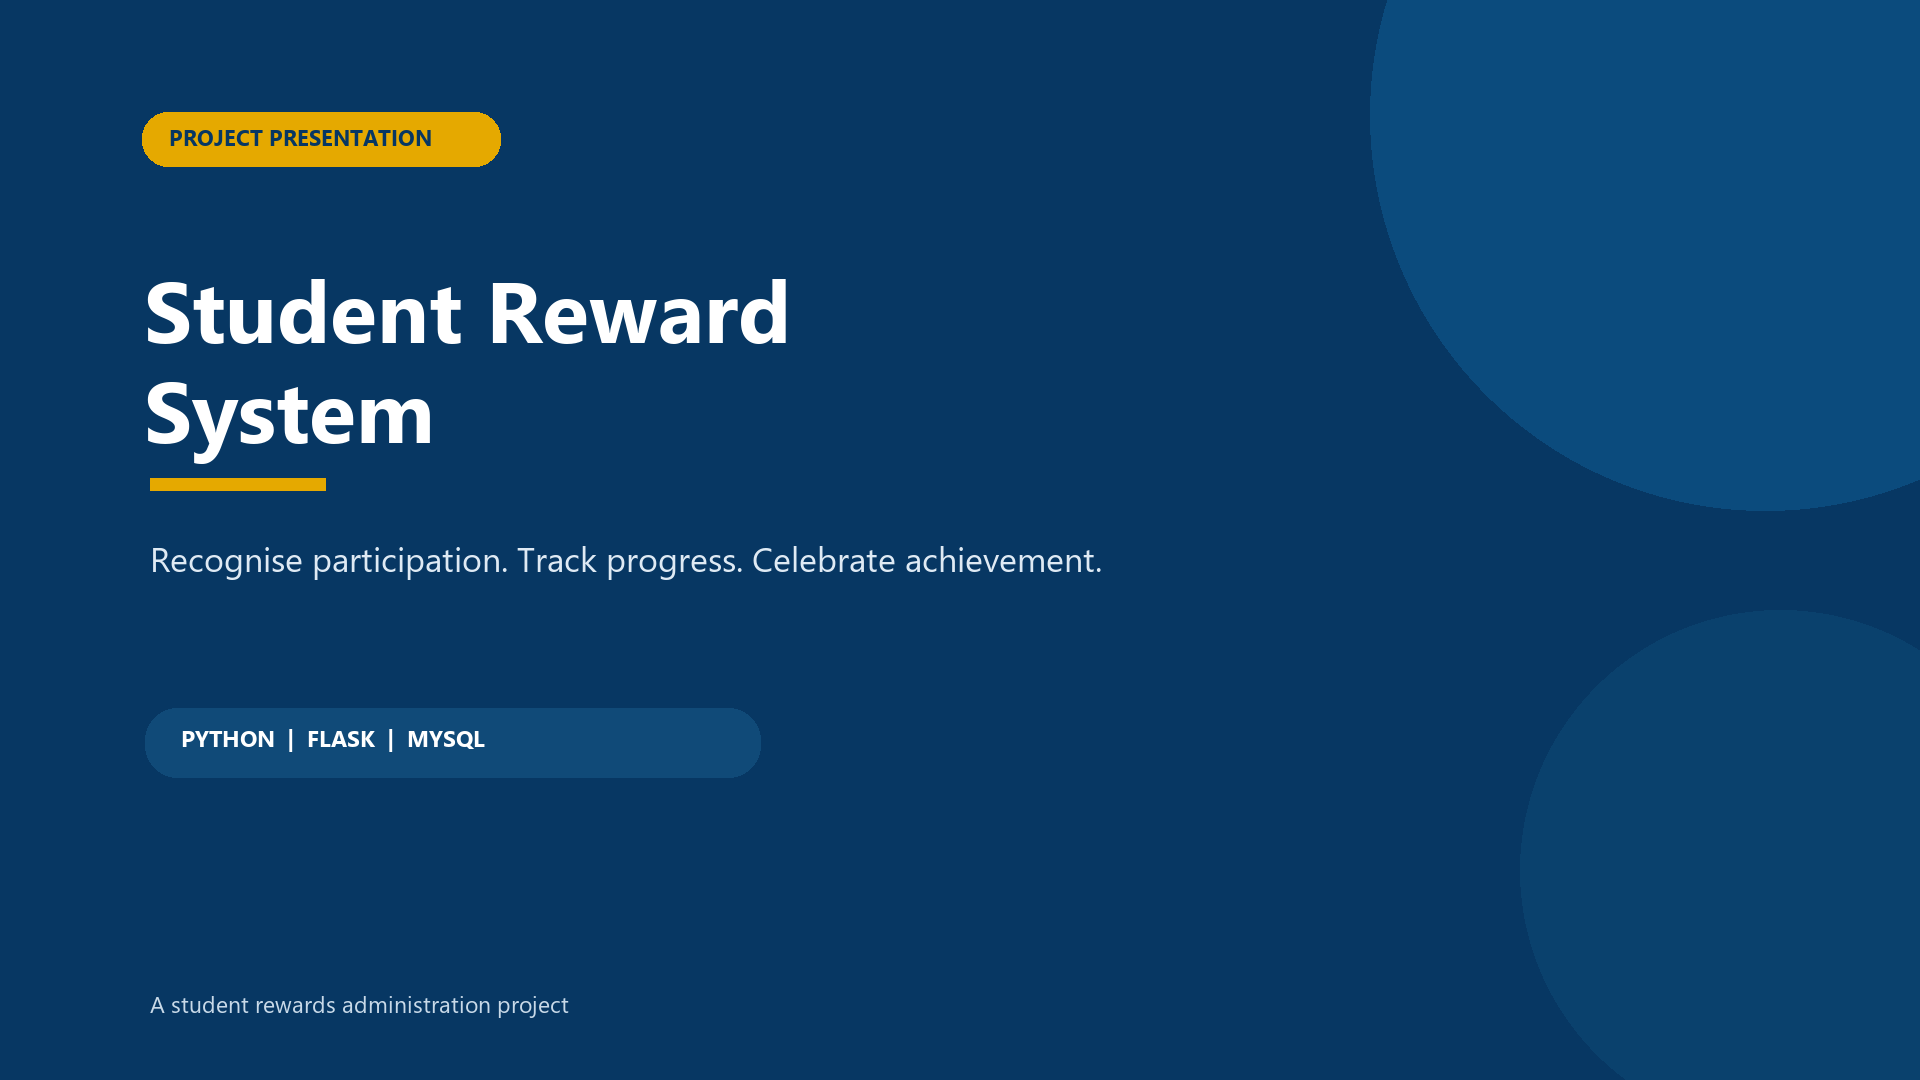 PROJECT PRESENTATION
Student Reward
System
Recognise participation. Track progress. Celebrate achievement.
PYTHON | FLASK | MYSQL
A student rewards administration project